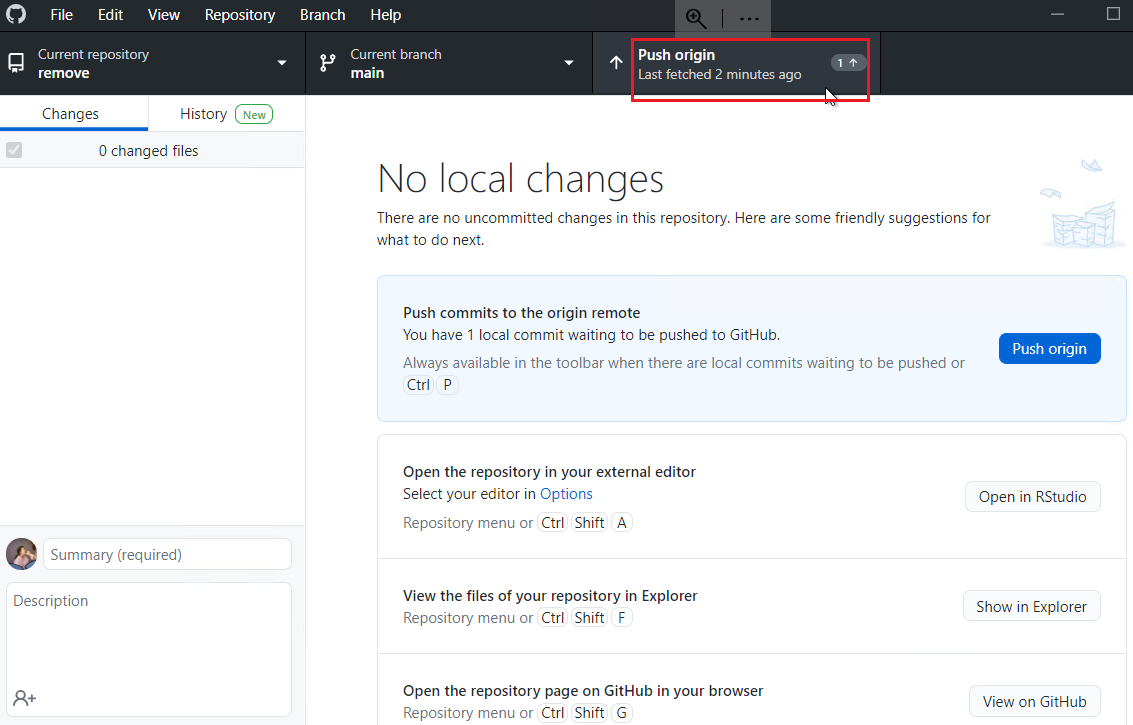 File Edit View Repository Branch Help
Current repository
remove
Current branch
main
Push origin
Last fetched 2 minutes ago
1
Changes
History New
0 changed files
No local changes
There are no uncommitted changes in this repository. Here are some friendly suggestions for
what to do next.
Push commits to the origin remote
You have 1 local commit waiting to be pushed to GitHub.
Always available in the toolbar when there are local commits waiting to be pushed or
Ctrl P
Push origin
Open the repository in your external editor
Select your editor in Options
Repository menu or Ctrl Shift A
Open in RStudio
View the files of your repository in Explorer
Repository menu or Ctrl Shift F
Show in Explorer
Open the repository page on GitHub in your browser
Repository menu or Ctrl Shift G
View on GitHub
Summary (required)
Description